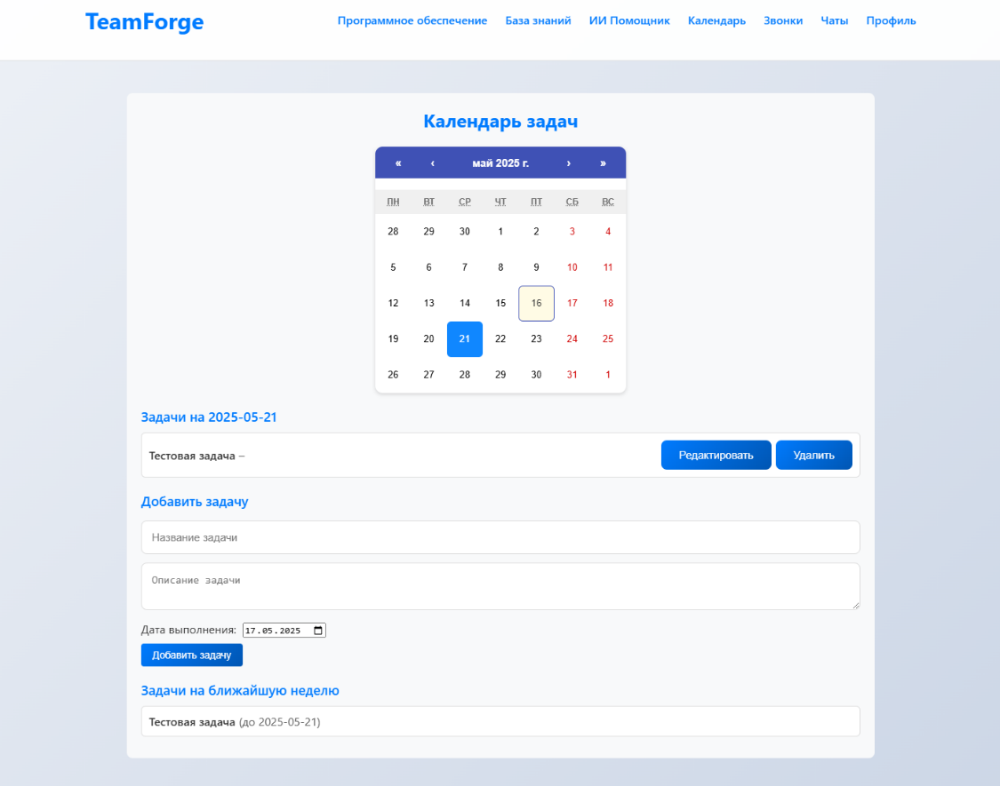 TeamForge
Программное обеспечение База знаний ИИ Помощник Календарь Звонки Чаты Профиль
Календарь задач
« ‹ май 2025 г. › »
ПН ВТ СР ЧТ ПТ СБ ВС
28 29 30 1 2 3 4
5 6 7 8 9 10 11
12 13 14 15 16 17 18
19 20 21 22 23 24 25
26 27 28 29 30 31 1
Задачи на 2025-05-21
Тестовая задача – Редактировать Удалить
Добавить задачу
Название задачи
Описание задачи
Дата выполнения: 17.05.2025
Добавить задачу
Задачи на ближайшую неделю
Тестовая задача (до 2025-05-21)